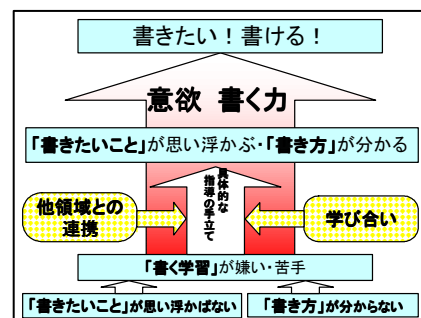 書きたい！書ける！
意欲 書く力
「書きたいこと」が思い浮かぶ・「書き方」が分かる
具体的な
指導の手立て
他領域との
連携
学び合い
「書く学習」が嫌い・苦手
「書きたいこと」が思い浮かばない
「書き方」が分からない